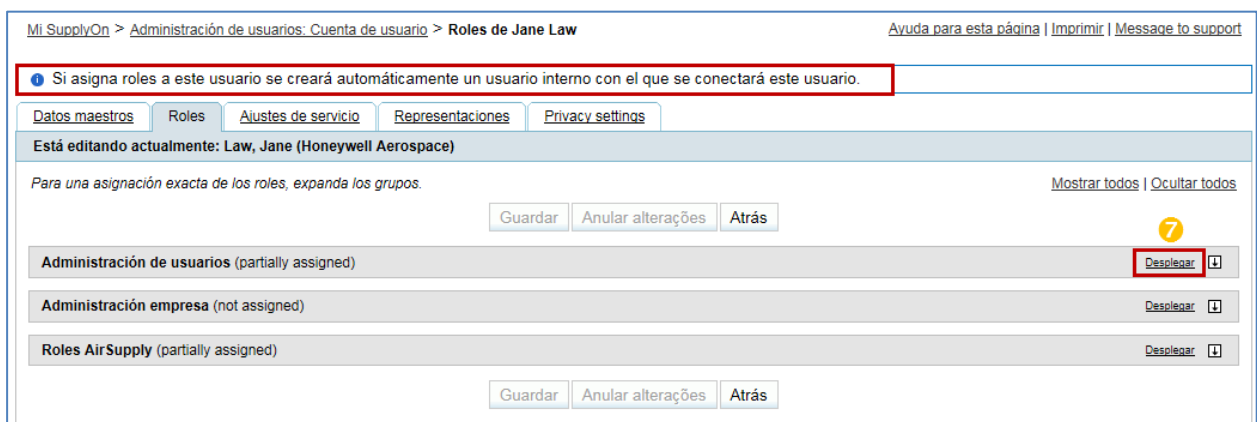 Mi SupplyOn > Administración de usuarios: Cuenta de usuario > Roles de Jane Law
Ayuda para esta página | Imprimir | Message to support
Si asigna roles a este usuario se creará automáticamente un usuario interno con el que se conectará este usuario.
Datos maestros Roles Ajustes de servicio Representaciones Privacy settings
Está editando actualmente: Law, Jane (Honeywell Aerospace)
Para una asignación exacta de los roles, expanda los grupos.
Mostrar todos | Ocultar todos
Guardar Anular alterações Atrás
7
Administración de usuarios (partially assigned) Desplegar
Administración empresa (not assigned) Desplegar
Roles AirSupply (partially assigned) Desplegar
Guardar Anular alterações Atrás